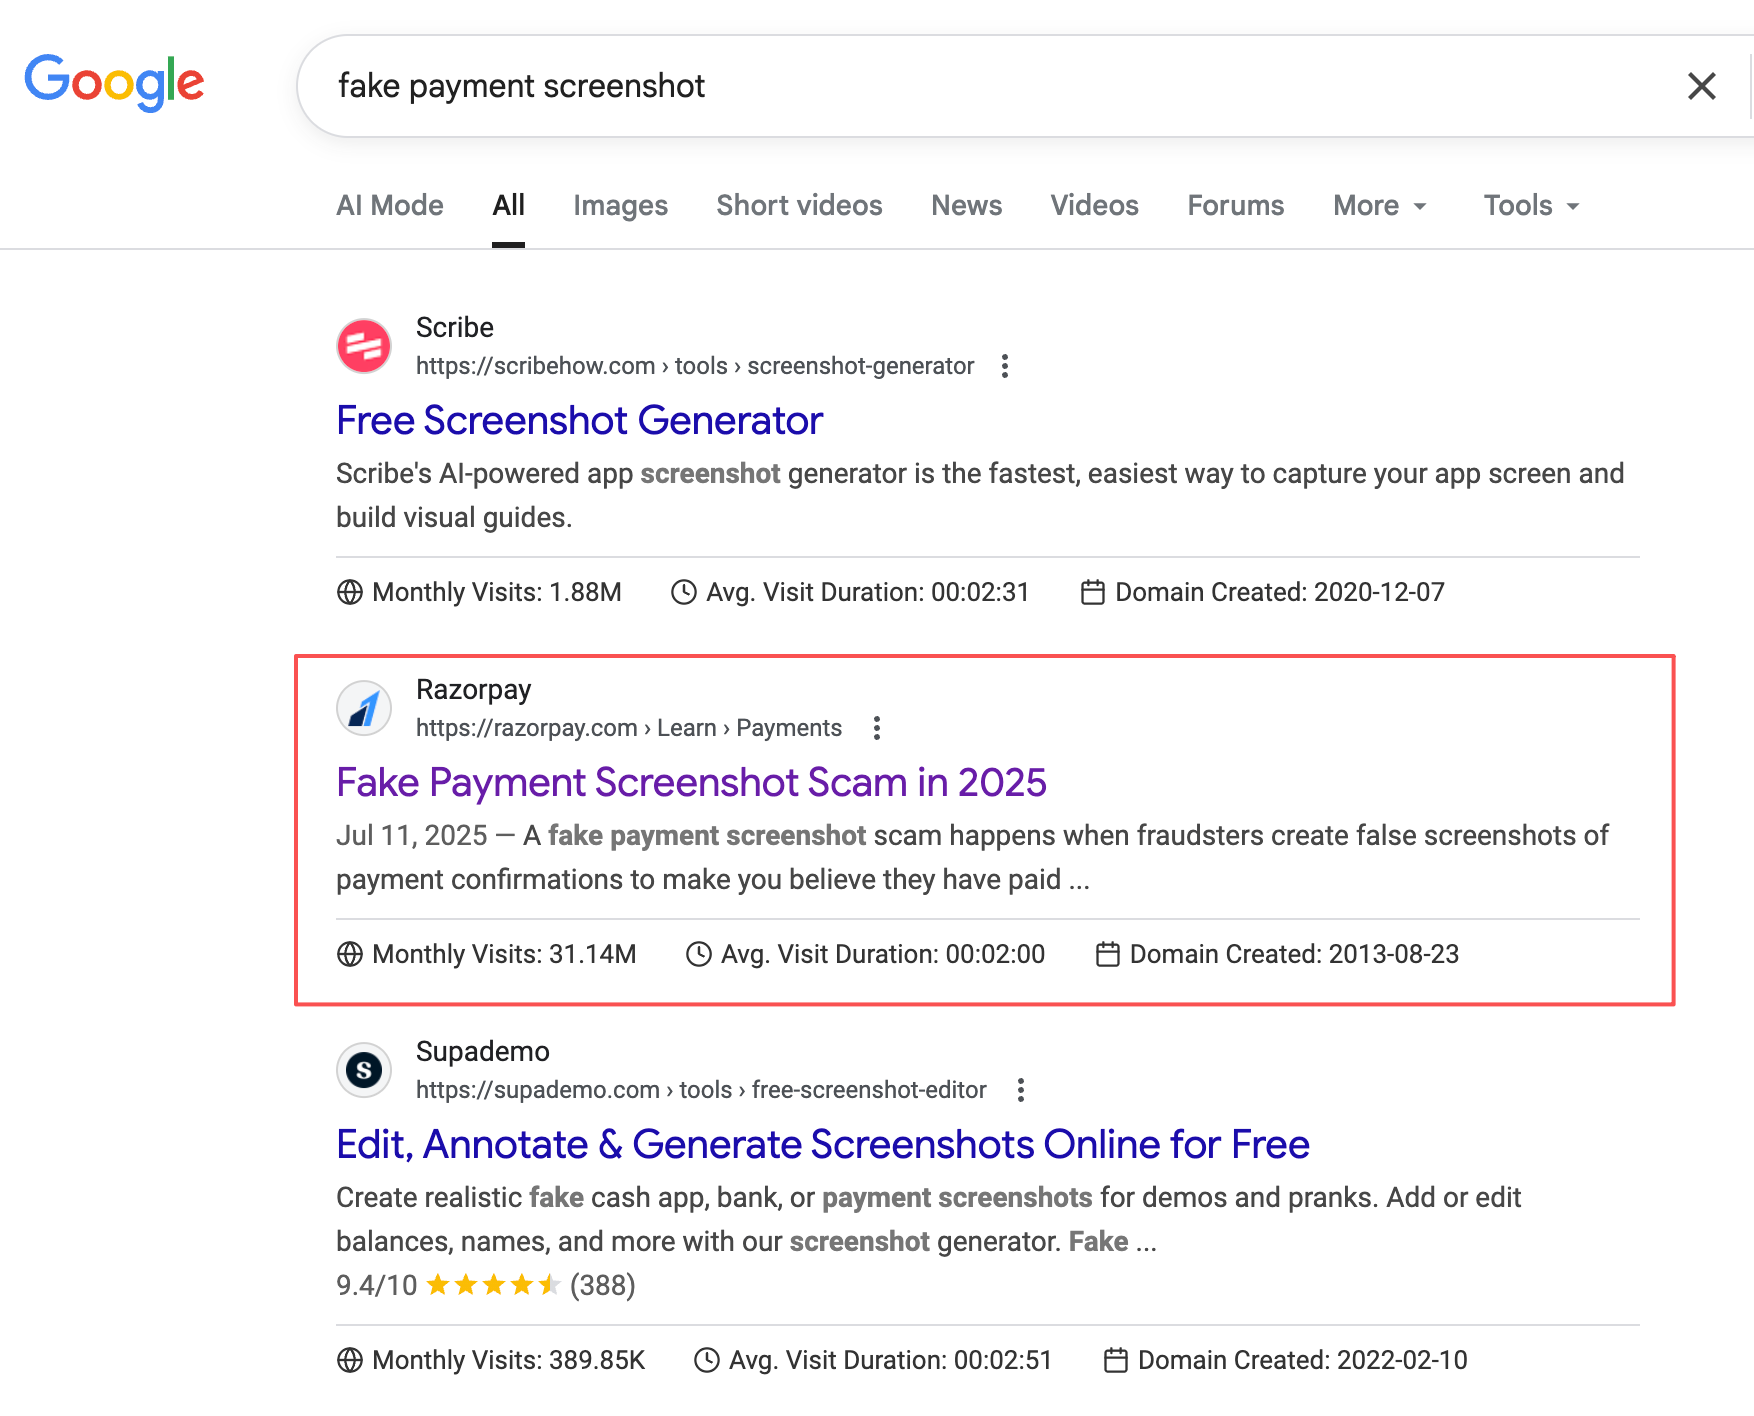 Google
fake payment screenshot
AI Mode All Images Short videos News Videos Forums More Tools
Scribe
https://scribehow.com › tools › screenshot-generator
Free Screenshot Generator
Scribe's AI-powered app screenshot generator is the fastest, easiest way to capture your app screen and
build visual guides.
Monthly Visits: 1.88M Avg. Visit Duration: 00:02:31 Domain Created: 2020-12-07
Razorpay
https://razorpay.com › Learn › Payments
Fake Payment Screenshot Scam in 2025
Jul 11, 2025 — A fake payment screenshot scam happens when fraudsters create false screenshots of
payment confirmations to make you believe they have paid ...
Monthly Visits: 31.14M Avg. Visit Duration: 00:02:00 Domain Created: 2013-08-23
S
Supademo
https://supademo.com › tools › free-screenshot-editor
Edit, Annotate & Generate Screenshots Online for Free
Create realistic fake cash app, bank, or payment screenshots for demos and pranks. Add or edit
balances, names, and more with our screenshot generator. Fake ...
9.4/10 (388)
Monthly Visits: 389.85K Avg. Visit Duration: 00:02:51 Domain Created: 2022-02-10